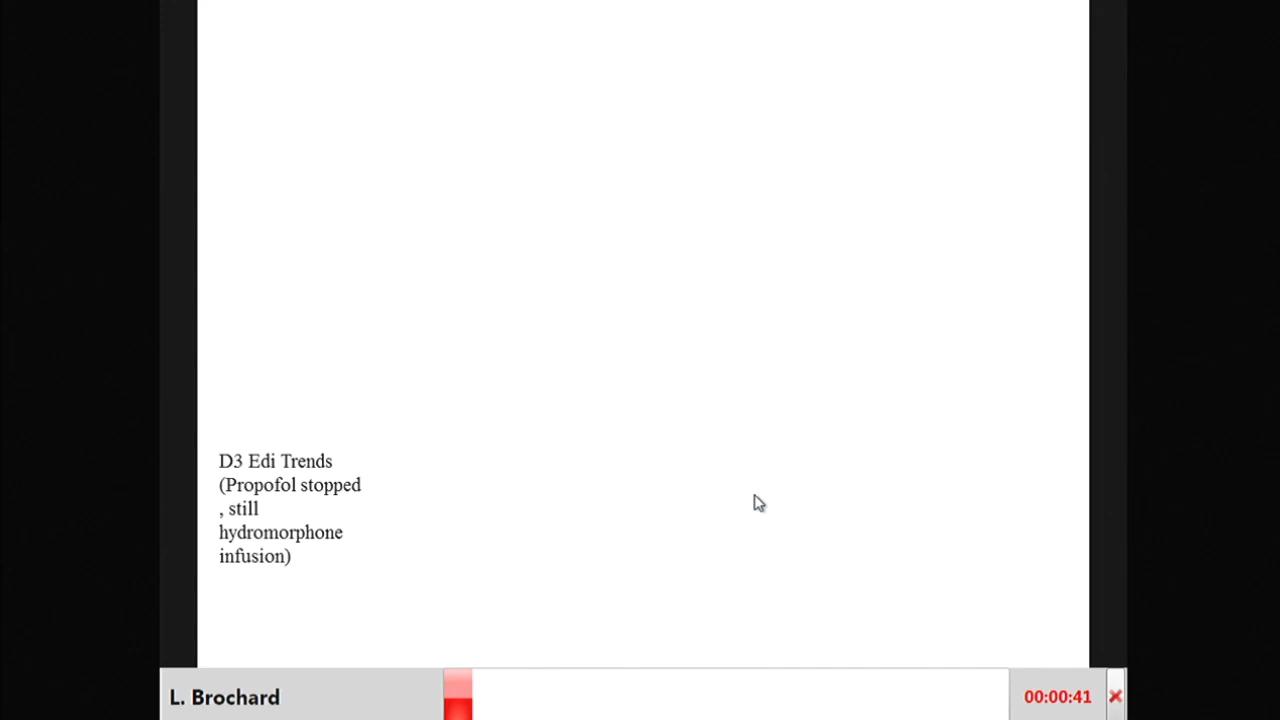 D3 Edi Trends
(Propofol stopped
, still
hydromorphone
infusion)
L. Brochard
00:00:41